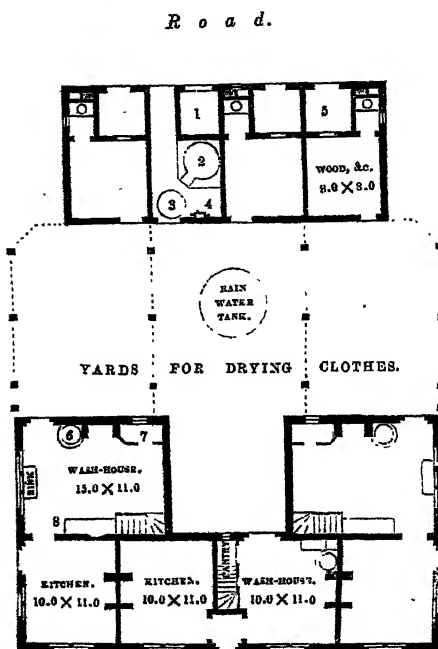 Road.
1
5
2
WOOD, &C.
8.0 × 8.0
3
4
RAIN
WATER
TANK.
YARDS FOR DRYING CLOTHES.
6
7
WASH-HOUSE.
15.0 × 11.0
SINK
8
PANTRY
KITCHEN.
10.0 × 11.0
KITCHEN.
10.0 × 11.0
WASH-HOUSE.
10.0 × 11.0